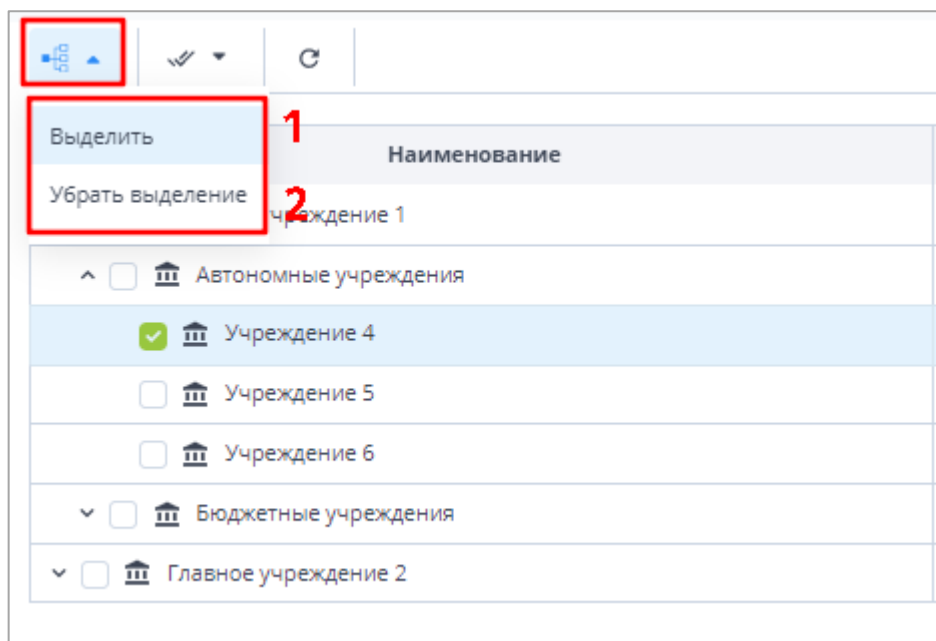 Выделить
1
Наименование
Убрать выделение
2
чреждение 1
Автономные учреждения
Учреждение 4
Учреждение 5
Учреждение 6
Бюджетные учреждения
Главное учреждение 2